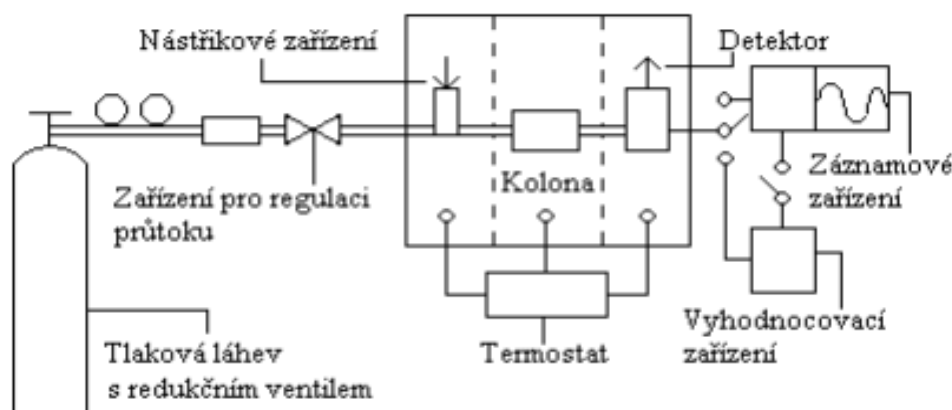 Nástřikové zařízení
Detektor
Zařízení pro regulaci
průtoku
Kolona
Záznamové
zařízení
Tlaková láhev
s redukčním ventilem
Termostat
Vyhodnocovací
zařízení